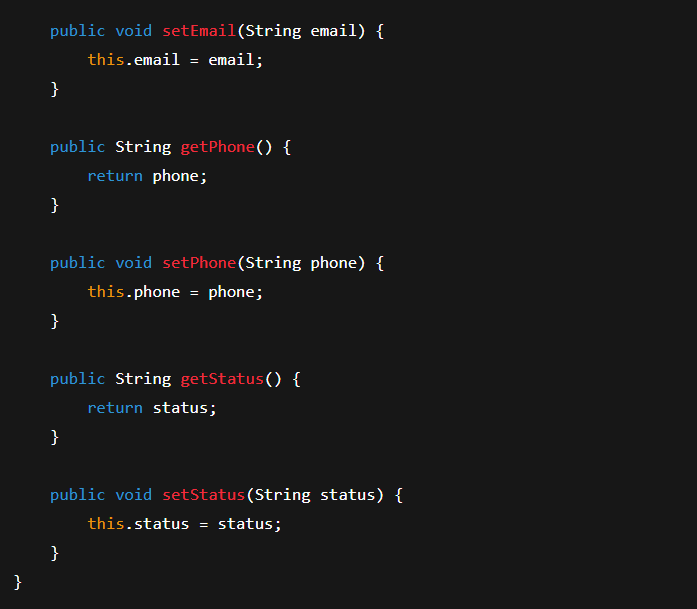 public void setEmail(String email) {
this.email = email;
}
public String getPhone() {
return phone;
}
public void setPhone(String phone) {
this.phone = phone;
}
public String getStatus() {
return status;
}
public void setStatus(String status) {
this.status = status;
}
}